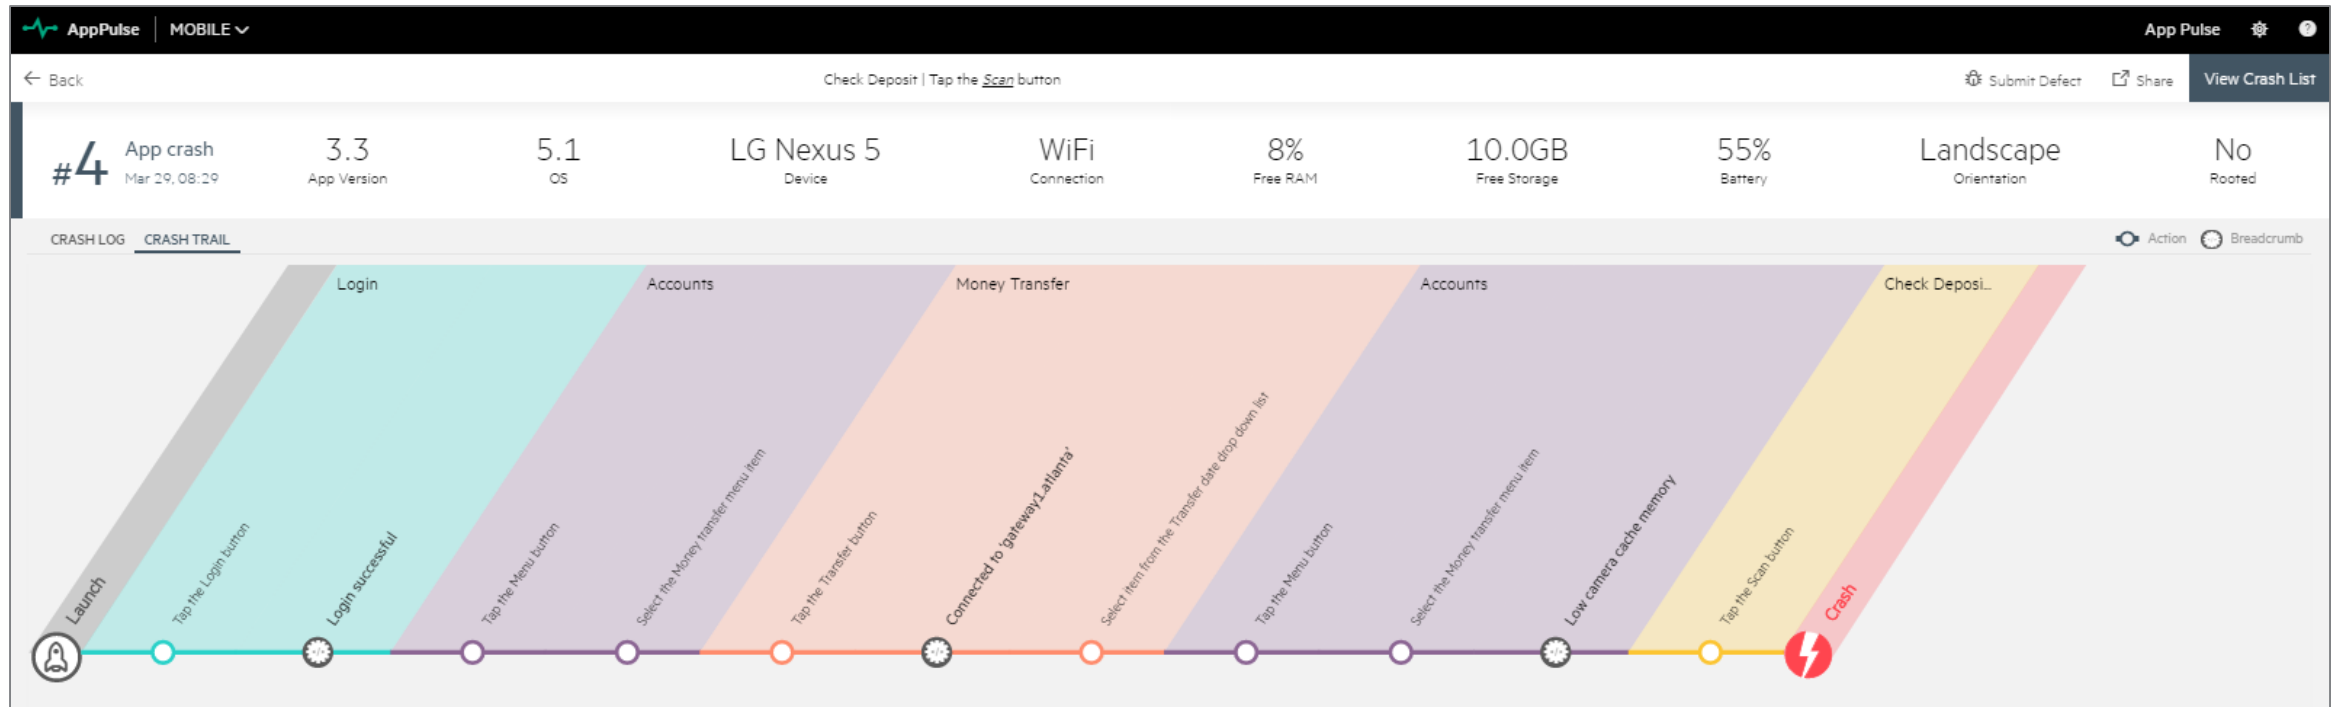 AppPulse MOBILE App Pulse ?
Back Check Deposit | Tap the Scan button Submit Defect Share View Crash List
#4 App crash 3.3 5.1 LG Nexus 5 WiFi 8% 10.0GB 55% Landscape No
Mar 29, 08:29 App Version OS Device Connection Free RAM Free Storage Battery Orientation Rooted
CRASH LOG CRASH TRAIL Action Breadcrumb
Login Accounts Money Transfer Accounts Check Deposi...
Launch
Tap the Login button
Login successful
Tap the Menu button
Select the Money transfer menu item
Tap the Transfer button
Connected to 'gateway1.atlanta'
Select item from the Transfer date drop down list
Tap the Menu button
Select the Money transfer menu item
Low camera cache memory
Tap the Scan button
Crash